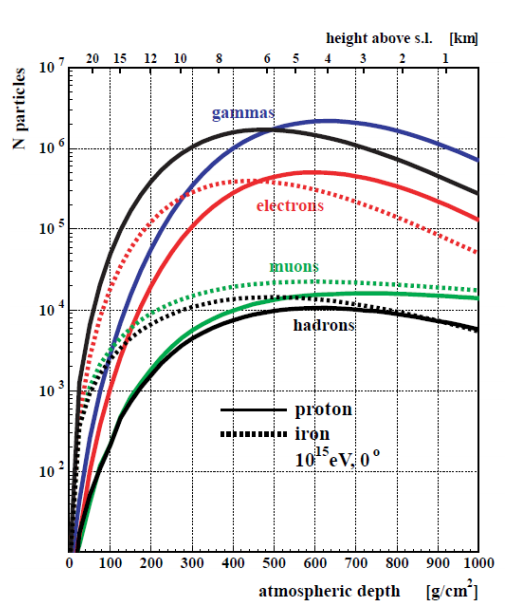 height above s.l. [km]
20 15 12 10 8 6 5 4 3 2 1
N particles
10^7
10^6
10^5
10^4
10^3
10^2
gammas
electrons
muons
hadrons
proton
iron
10^15 eV, 0°
0 100 200 300 400 500 600 700 800 900 1000
atmospheric depth [g/cm^2]